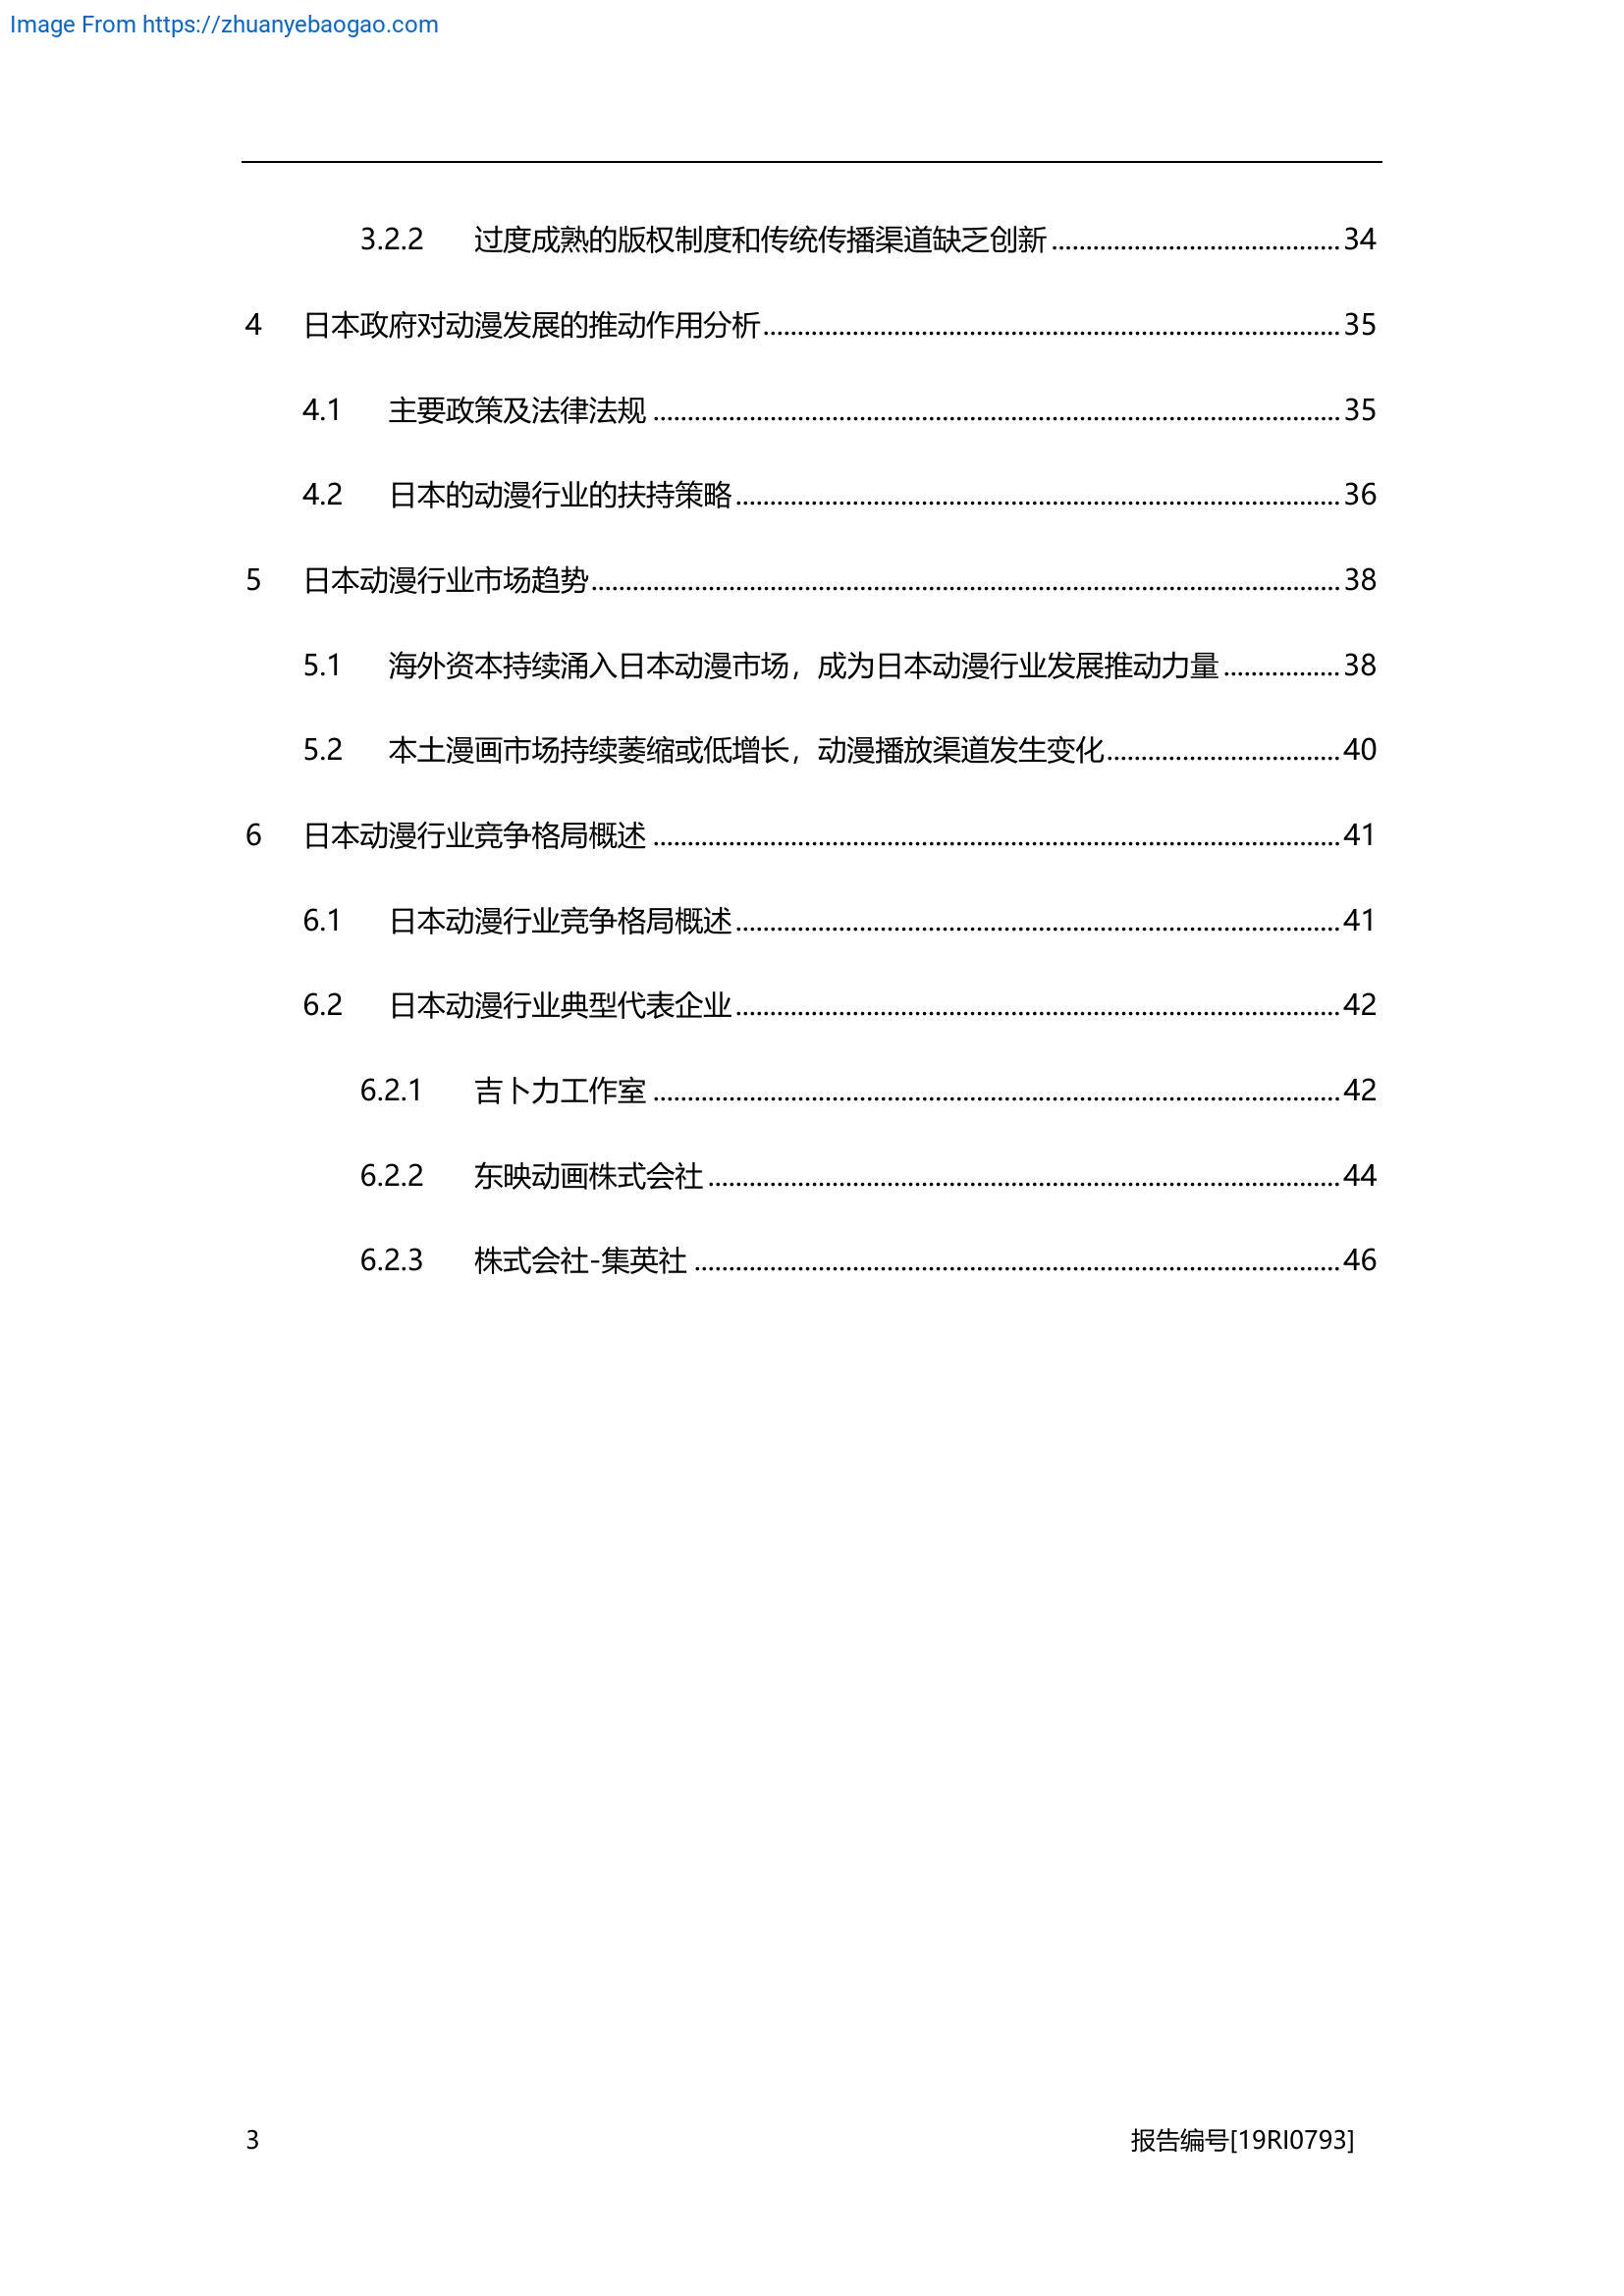 Image From https://zhuanyebaogao.com
3.2.2 过度成熟的版权制度和传统传播渠道缺乏创新........................................34
4 日本政府对动漫发展的推动作用分析........................................35
4.1 主要政策及法律法规........................................35
4.2 日本的动漫行业的扶持策略........................................36
5 日本动漫行业市场趋势........................................38
5.1 海外资本持续涌入日本动漫市场，成为日本动漫行业发展推动力量.................38
5.2 本土漫画市场持续萎缩或低增长，动漫播放渠道发生变化..................................40
6 日本动漫行业竞争格局概述........................................41
6.1 日本动漫行业竞争格局概述........................................41
6.2 日本动漫行业典型代表企业........................................42
6.2.1 吉卜力工作室........................................42
6.2.2 东映动画株式会社........................................44
6.2.3 株式会社-集英社........................................46
3 报告编号[19RI0793]